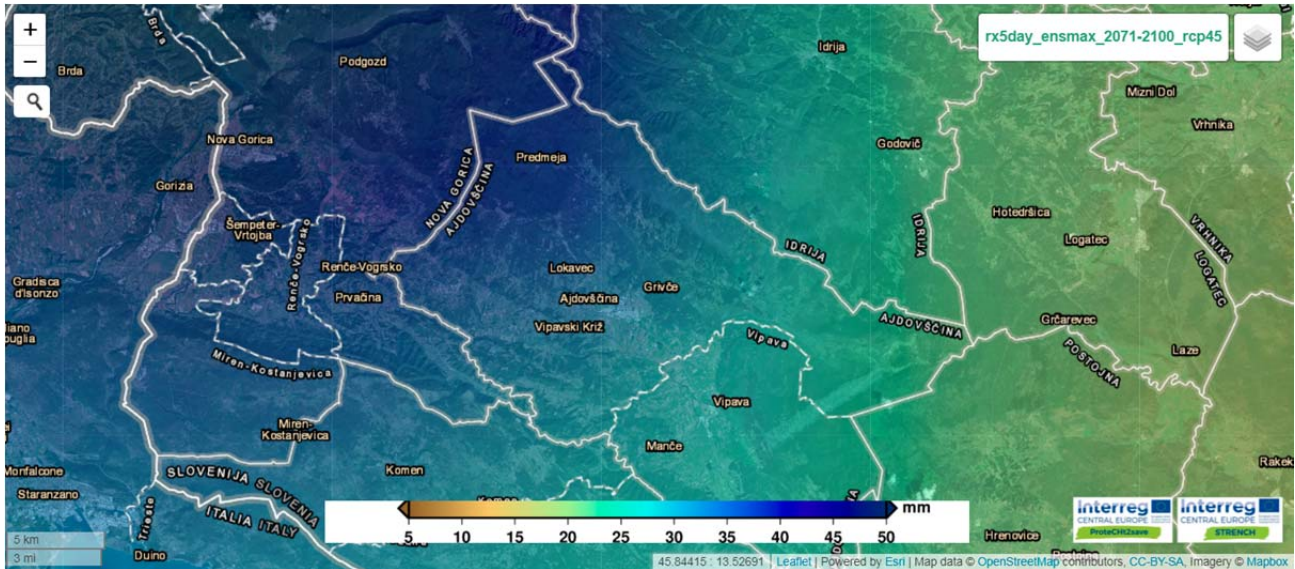 +
−
rx5day_ensmax_2071-2100_rcp45
Brda
Brda
Podgozd
Idrija
Mizni Dol
Vrhnika
Nova Gorica
Godovič
Predmeja
Gorizia
NOVA GORICA
AJDOVŠČINA
Šempeter-
Vrtojba
Renče-Vogrsko
Hotedršica
Logatec
IDRIJA
IDRIJA
VRHNIKA
LOGATEC
Renče-Vogrsko
Lokavec
Grivče
Gradisca
d'Isonzo
Prvačina
Ajdovščina
Vipavski Križ
AJDOVŠČINA
Grčarevec
Vipava
POSTOJNA
Laze
Miren-Kostanjevica
Vipava
Miren-
Kostanjevica
Manče
Monfalcone
Komen
Rakek
Staranzano
SLOVENIJA SLOVENIA
ITALIA ITALY
Trieste
Duino
Hrenovice
5 10 15 20 25 30 35 40 45 50 mm
Interreg
CENTRAL EUROPE
ProteCHt2save
Interreg
CENTRAL EUROPE
STRENCH
5 km
3 mi
45.84415 : 13.52691 | Leaflet | Powered by Esri | Map data © OpenStreetMap contributors, CC-BY-SA, Imagery © Mapbox